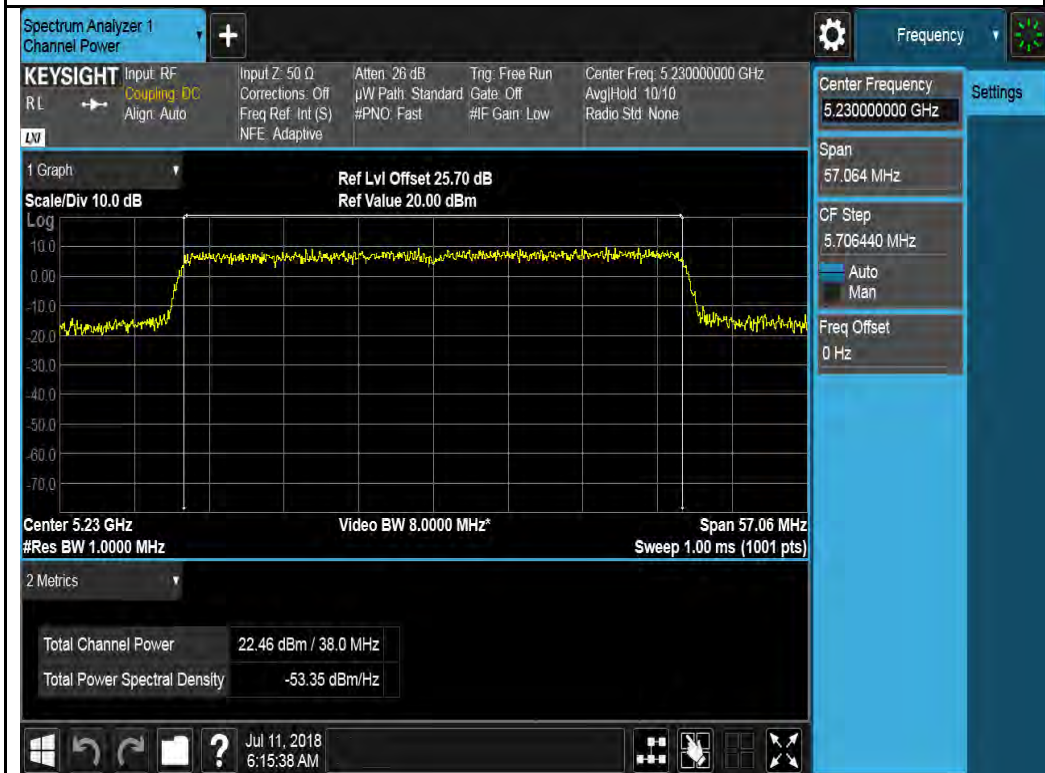 Spectrum Analyzer 1
Channel Power
+
Frequency
KEYSIGHT
RL
LXI
Input: RF
Coupling: DC
Align: Auto
Input Z: 50 Ω
Corrections: Off
Freq Ref: Int (S)
NFE: Adaptive
Atten: 26 dB
µW Path: Standard
#PNO: Fast
Trig: Free Run
Gate: Off
#IF Gain: Low
Center Freq: 5.230000000 GHz
Avg|Hold: 10/10
Radio Std: None
Center Frequency
5.230000000 GHz
Settings
Span
57.064 MHz
CF Step
5.706440 MHz
Auto
Man
Freq Offset
0 Hz
1 Graph
Scale/Div 10.0 dB
Ref Lvl Offset 25.70 dB
Ref Value 20.00 dBm
Log
10.0
0.00
-10.0
-20.0
-30.0
-40.0
-50.0
-60.0
-70.0
Center 5.23 GHz
#Res BW 1.0000 MHz
Video BW 8.0000 MHz*
Span 57.06 MHz
Sweep 1.00 ms (1001 pts)
2 Metrics
Total Channel Power 22.46 dBm / 38.0 MHz
Total Power Spectral Density -53.35 dBm/Hz
?
Jul 11, 2018
6:15:38 AM